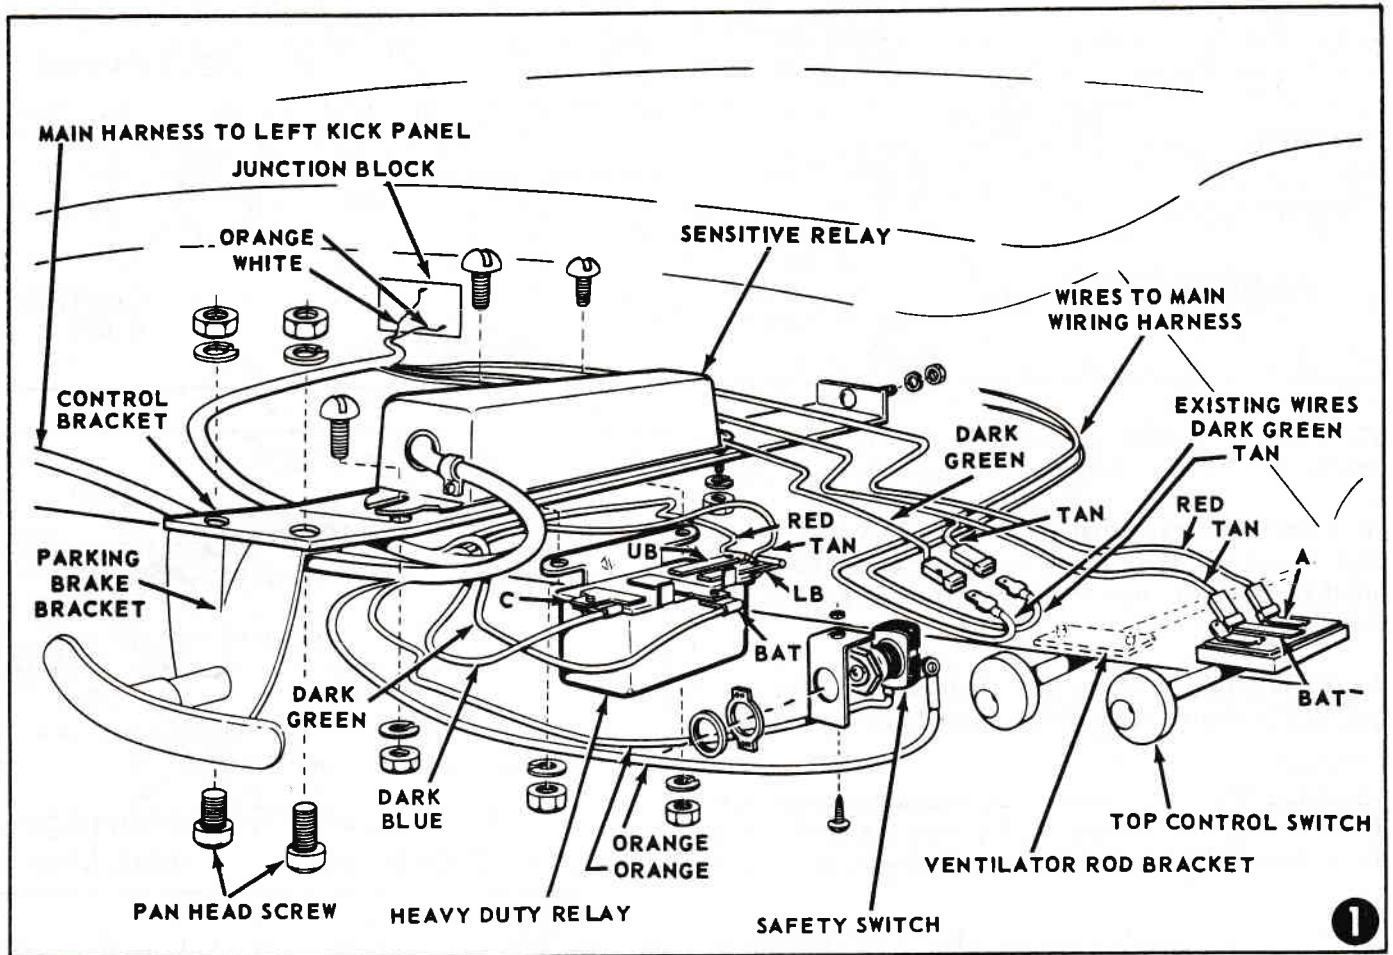 MAIN HARNESS TO LEFT KICK PANEL
JUNCTION BLOCK
ORANGE
WHITE
SENSITIVE RELAY
WIRES TO MAIN
WIRING HARNESS
CONTROL
BRACKET
EXISTING WIRES
DARK GREEN
TAN
DARK
GREEN
RED
TAN
TAN
RED
TAN
UB
A
PARKING
BRAKE
BRACKET
C
LB
BAT
BAT
DARK
GREEN
DARK
BLUE
ORANGE
ORANGE
TOP CONTROL SWITCH
VENTILATOR ROD BRACKET
PAN HEAD SCREW
HEAVY DUTY RELAY
SAFETY SWITCH
1